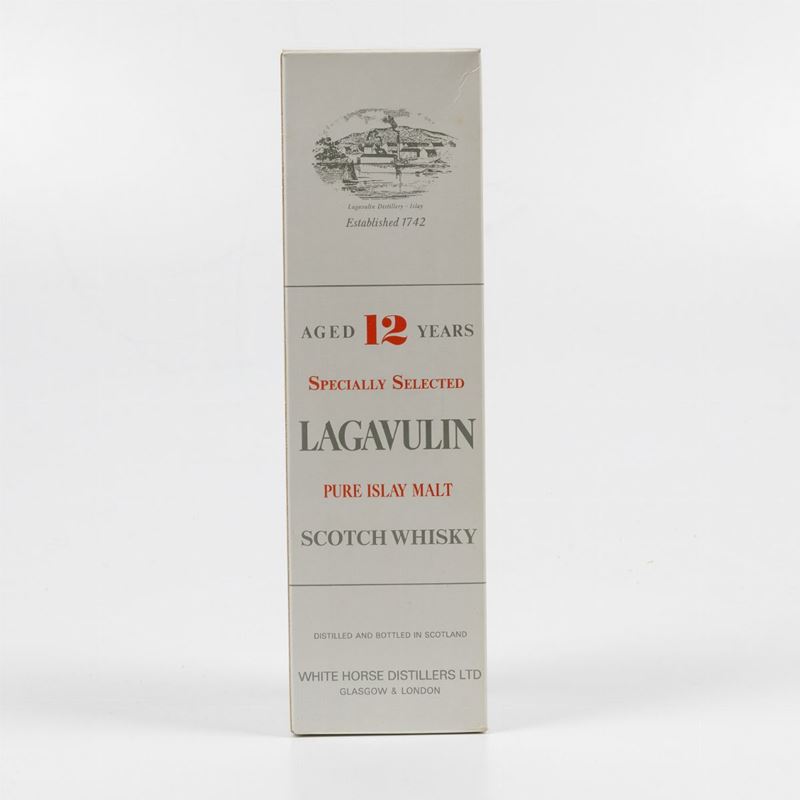 Lagavulin Distillery - Islay
Established 1742
AGED 12 YEARS
SPECIALLY SELECTED
LAGAVULIN
PURE ISLAY MALT
SCOTCH WHISKY
DISTILLED AND BOTTLED IN SCOTLAND
WHITE HORSE DISTILLERS LTD
GLASGOW & LONDON